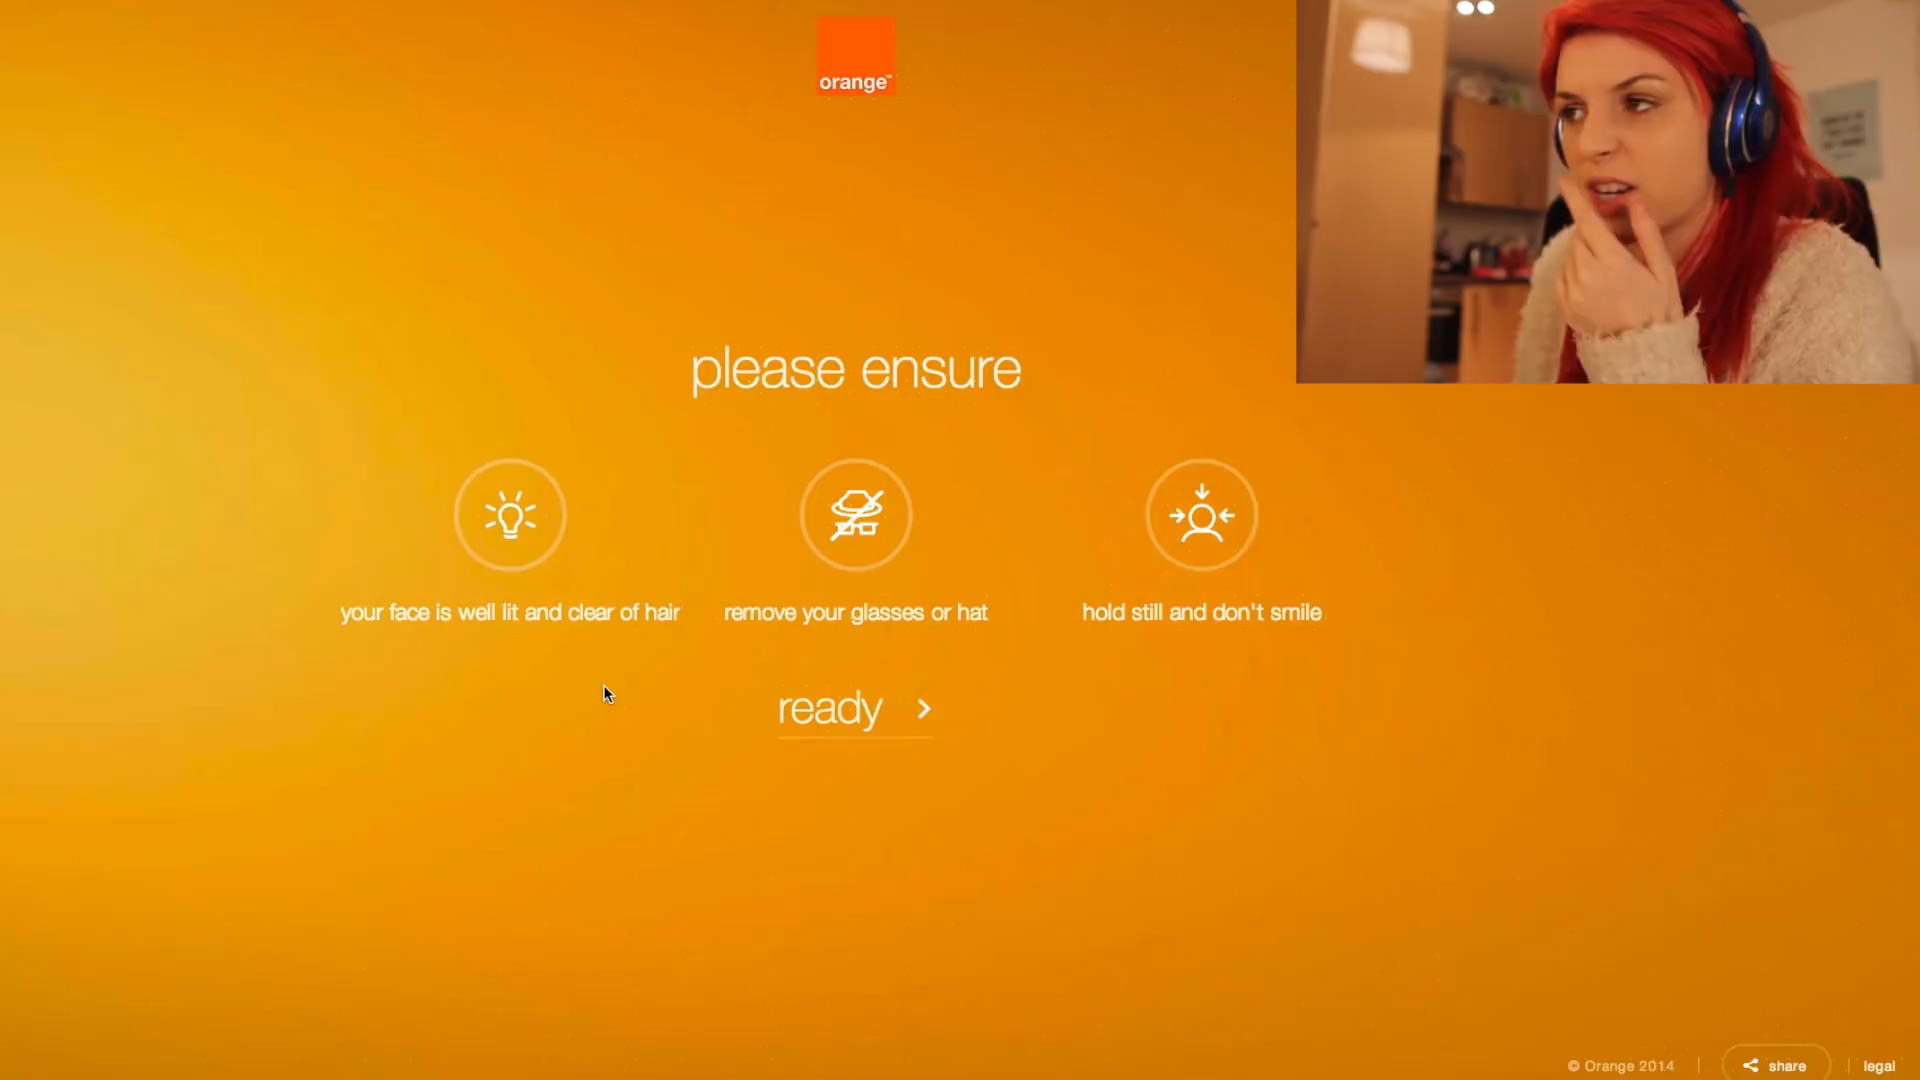 orange™
please ensure
your face is well lit and clear of hair
remove your glasses or hat
hold still and don't smile
ready
© Orange 2014
share
legal